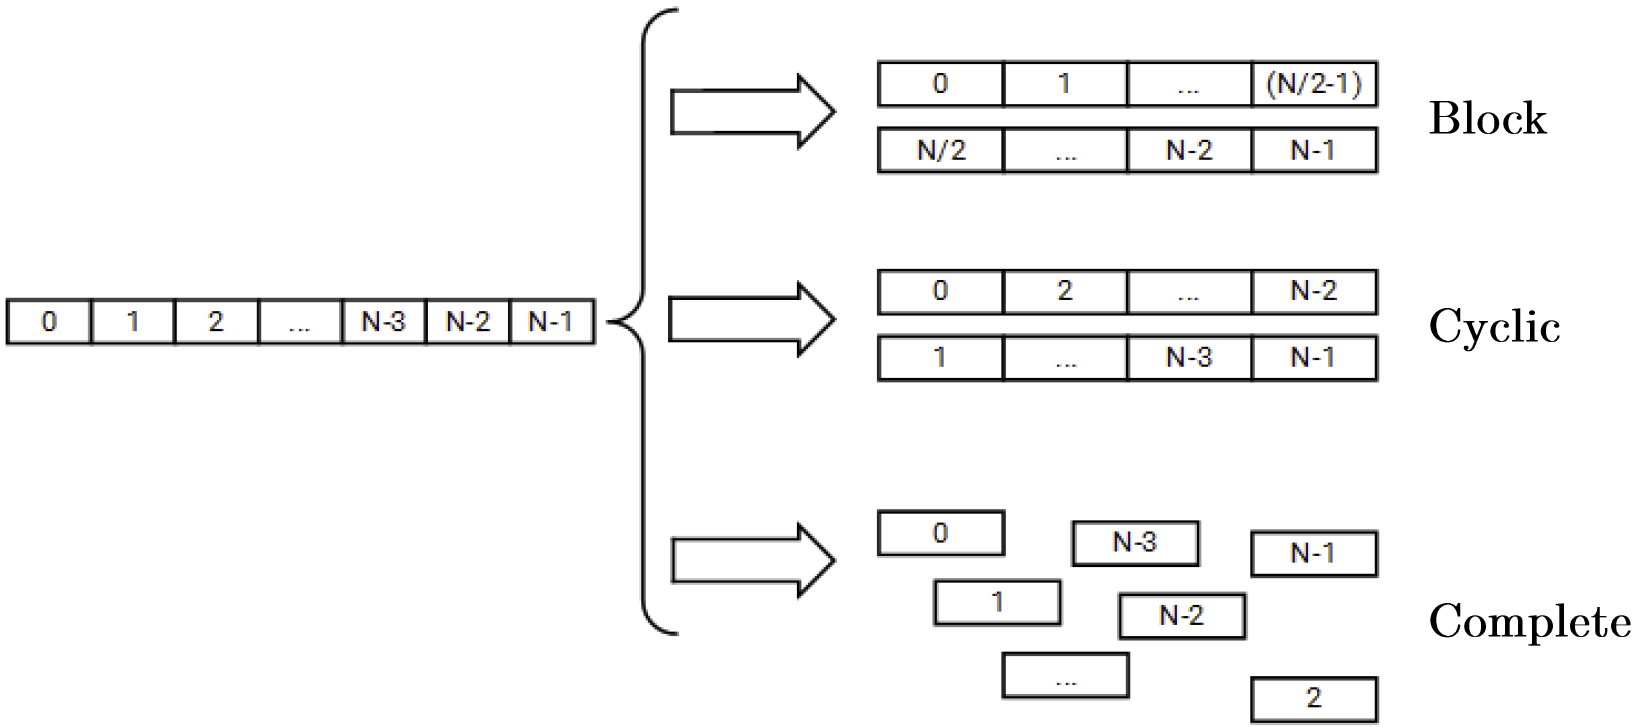 0 1 2 ... N-3 N-2 N-1
0 1 ... (N/2-1)
N/2 ... N-2 N-1
Block
0 2 ... N-2
1 ... N-3 N-1
Cyclic
0 N-3 N-1
1 N-2
... 2
Complete